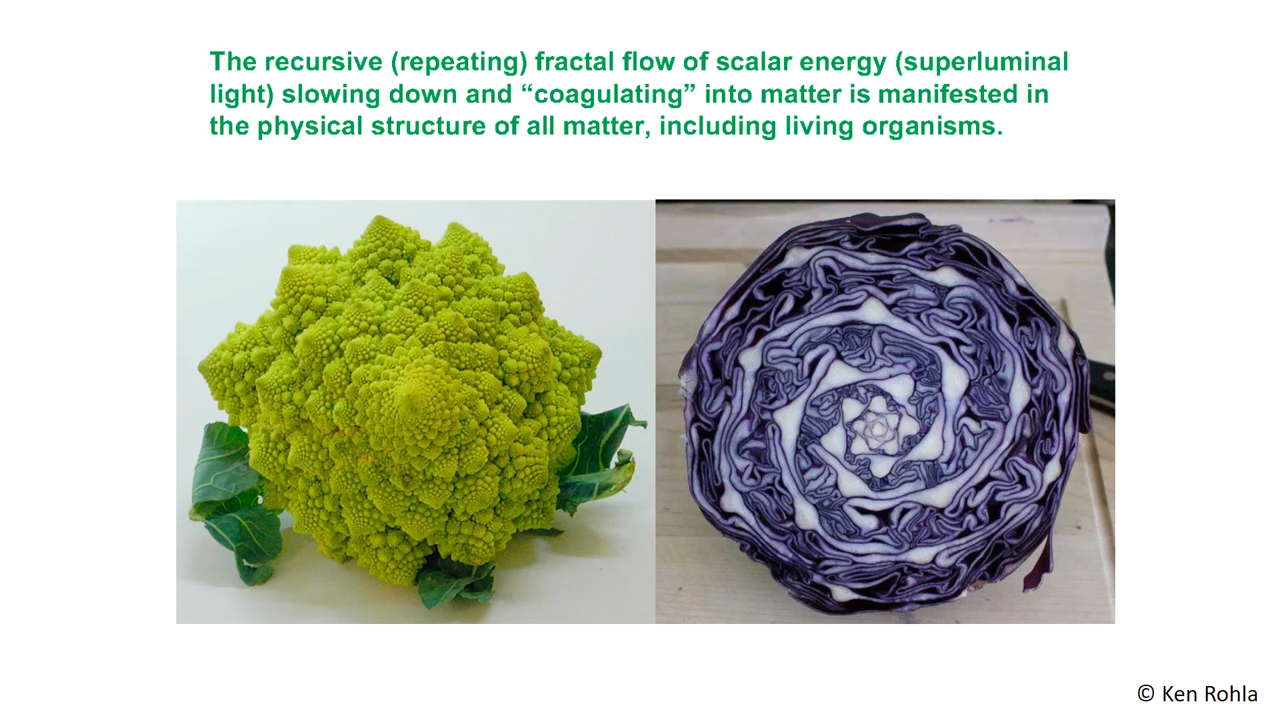 The recursive (repeating) fractal flow of scalar energy (superluminal
light) slowing down and “coagulating” into matter is manifested in
the physical structure of all matter, including living organisms.
© Ken Rohla